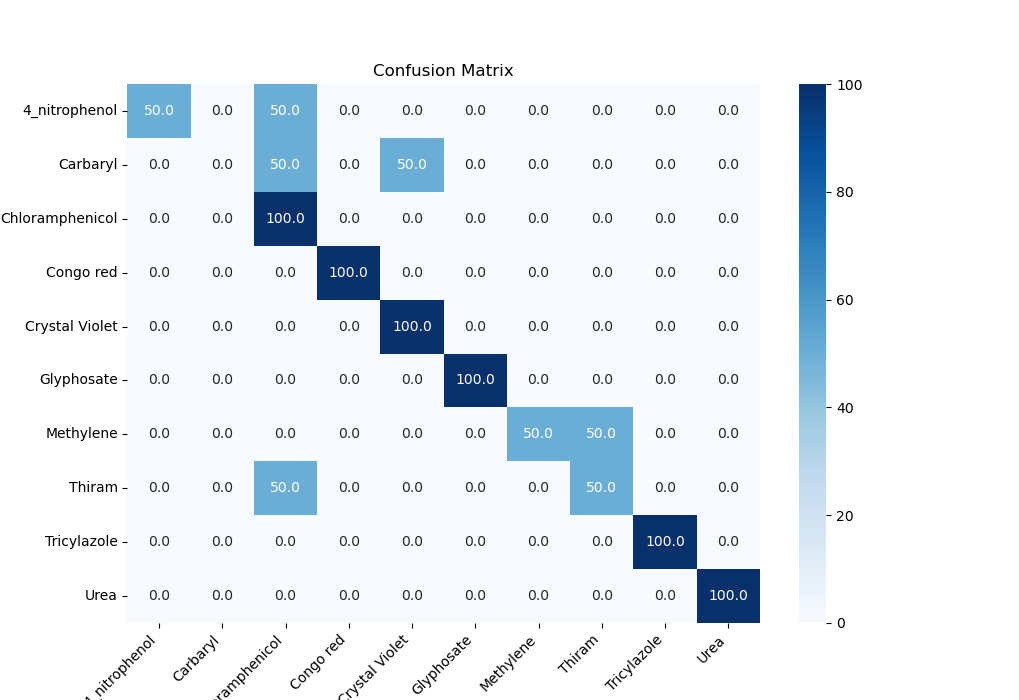 Confusion Matrix
4_nitrophenol 50.0 0.0 50.0 0.0 0.0 0.0 0.0 0.0 0.0 0.0
Carbaryl 0.0 0.0 50.0 0.0 50.0 0.0 0.0 0.0 0.0 0.0
Chloramphenicol 0.0 0.0 100.0 0.0 0.0 0.0 0.0 0.0 0.0 0.0
Congo red 0.0 0.0 0.0 100.0 0.0 0.0 0.0 0.0 0.0 0.0
Crystal Violet 0.0 0.0 0.0 0.0 100.0 0.0 0.0 0.0 0.0 0.0
Glyphosate 0.0 0.0 0.0 0.0 0.0 100.0 0.0 0.0 0.0 0.0
Methylene 0.0 0.0 0.0 0.0 0.0 0.0 50.0 50.0 0.0 0.0
Thiram 0.0 0.0 50.0 0.0 0.0 0.0 0.0 50.0 0.0 0.0
Tricylazole 0.0 0.0 0.0 0.0 0.0 0.0 0.0 0.0 100.0 0.0
Urea 0.0 0.0 0.0 0.0 0.0 0.0 0.0 0.0 0.0 100.0
4_nitrophenol Carbaryl ramphenicol Congo red Crystal Violet Glyphosate Methylene Thiram Tricylazole Urea
100
80
60
40
20
0